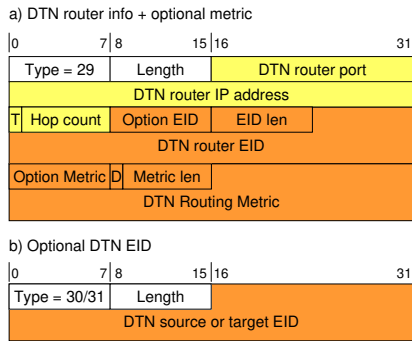 a) DTN router info + optional metric
0 7 8 15 16 31
Type = 29 Length DTN router port
DTN router IP address
T Hop count Option EID EID len
DTN router EID
Option Metric D Metric len
DTN Routing Metric
b) Optional DTN EID
0 7 8 15 16 31
Type = 30/31 Length
DTN source or target EID